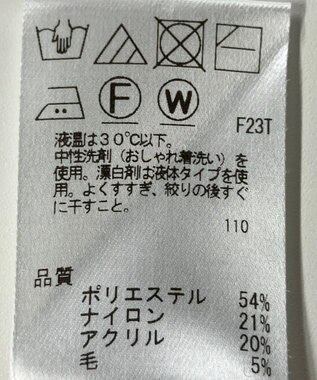 F W
F23T
液温は30℃以下。
中性洗剤（おしゃれ着洗い）を
使用。漂白剤は液体タイプを使
用。よくすすぎ、絞りの後すぐ
に干すこと。
110
品質
ポリエステル 54%
ナイロン 21%
アクリル 20%
毛 5%